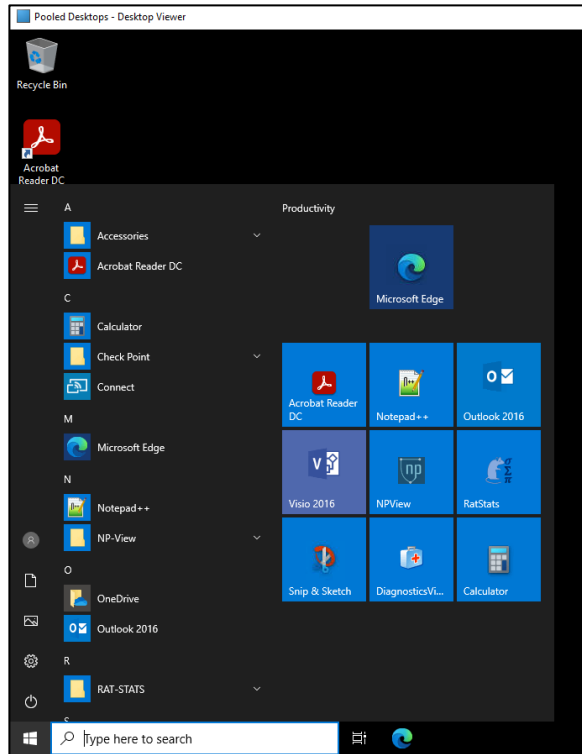 Pooled Desktops - Desktop Viewer
Recycle Bin
Acrobat
Reader DC
A
Accessories
Acrobat Reader DC
C
Calculator
Check Point
Connect
M
Microsoft Edge
N
Notepad++
NP-View
O
OneDrive
Outlook 2016
R
RAT-STATS
Productivity
Microsoft Edge
Acrobat Reader
DC
Notepad++
Outlook 2016
Visio 2016
NPView
RatStats
Snip & Sketch
DiagnosticsVi...
Calculator
Type here to search